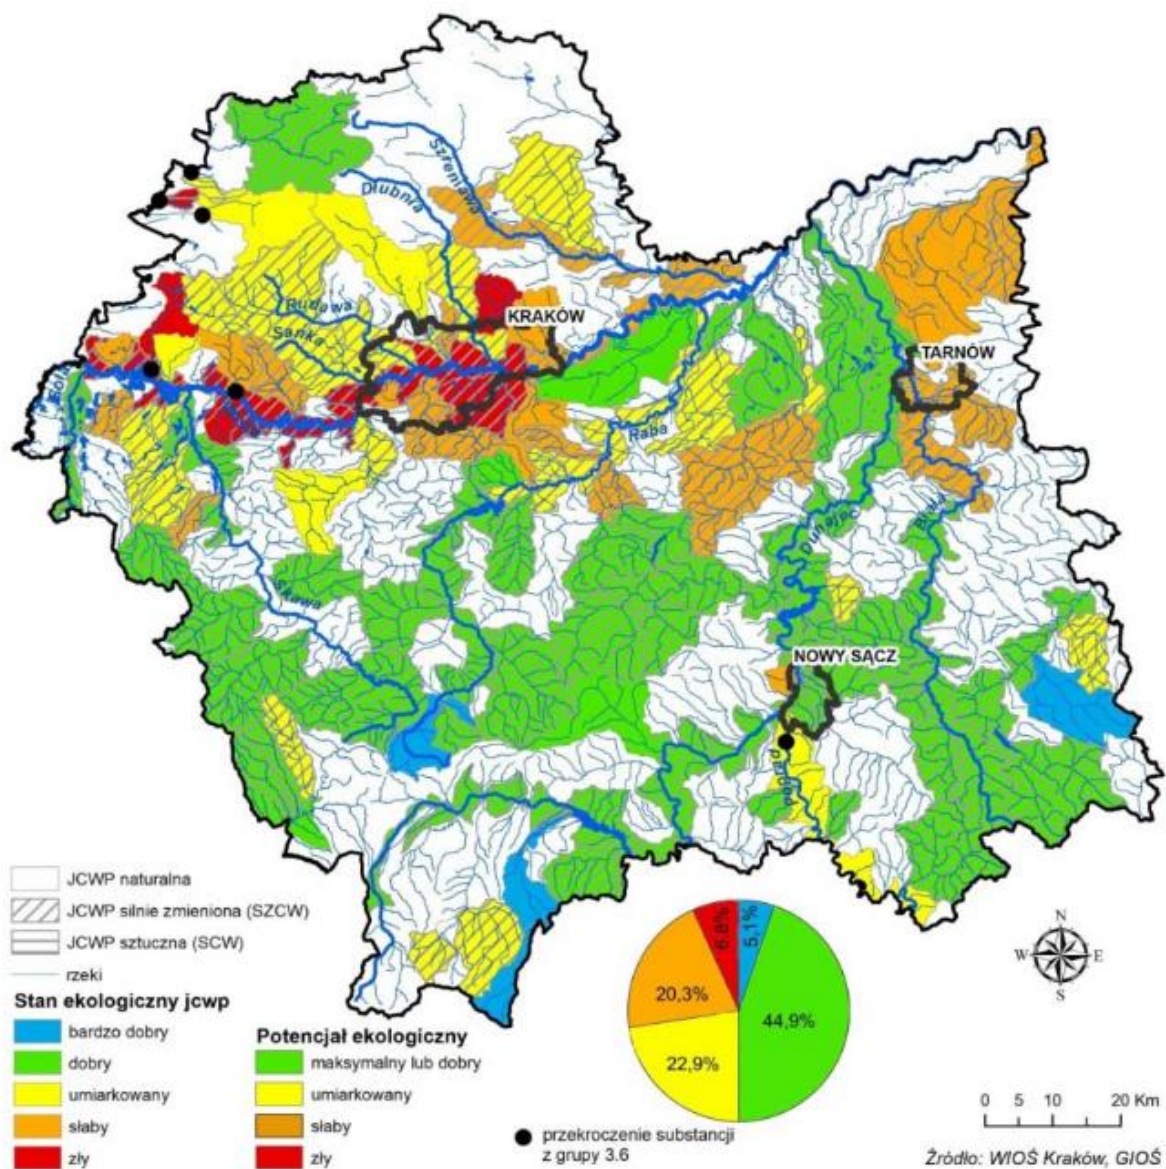 Szreniawa
Dłubnia
Rudawa
Sanka
KRAKÓW
TARNÓW
Soła
Raba
Dunajec
Biała
Skawa
NOWY SĄCZ
Poprad
JCWP naturalna
JCWP silnie zmieniona (SZCW)
JCWP sztuczna (SCW)
rzeki
Stan ekologiczny jcwp
bardzo dobry
dobry
umiarkowany
słaby
zły
Potencjał ekologiczny
maksymalny lub dobry
umiarkowany
słaby
zły
6,8%
5,1%
20,3%
44,9%
22,9%
przekroczenie substancji
z grupy 3.6
N
W E
S
0 5 10 20 Km
Źródło: WIOŚ Kraków, GIOŚ